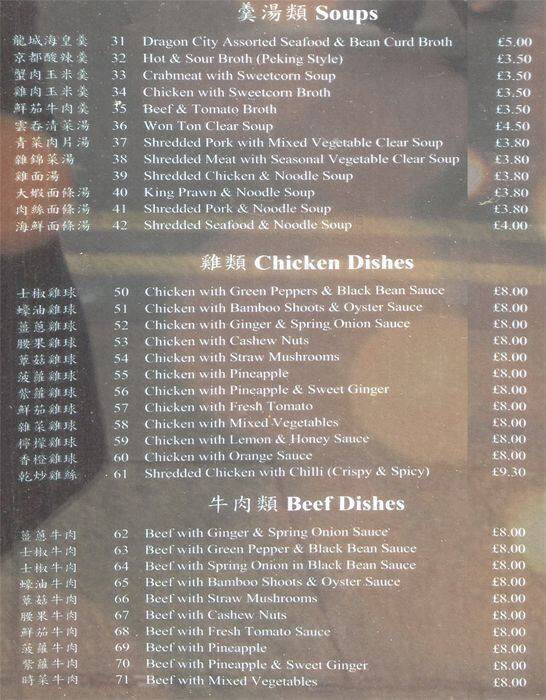 羹湯類 Soups
龍城海皇羹 31 Dragon City Assorted Seafood & Bean Curd Broth £5.00
京都酸辣羹 32 Hot & Sour Broth (Peking Style) £3.50
蟹肉玉米羹 33 Crabmeat with Sweetcorn Soup £3.50
雞肉玉米羹 34 Chicken with Sweetcorn Broth £3.50
鮮茄牛肉羹 35 Beef & Tomato Broth £3.50
雲吞清菜湯 36 Won Ton Clear Soup £4.50
青菜肉片湯 37 Shredded Pork with Mixed Vegetable Clear Soup £3.80
雜錦菜湯 38 Shredded Meat with Seasonal Vegetable Clear Soup £3.80
雞面湯 39 Shredded Chicken & Noodle Soup £3.80
大蝦面條湯 40 King Prawn & Noodle Soup £3.80
肉絲面條湯 41 Shredded Pork & Noodle Soup £3.80
海鮮面條湯 42 Shredded Seafood & Noodle Soup £4.00
雞類 Chicken Dishes
士椒雞球 50 Chicken with Green Peppers & Black Bean Sauce £8.00
蠔油雞球 51 Chicken with Bamboo Shoots & Oyster Sauce £8.00
薑蔥雞球 52 Chicken with Ginger & Spring Onion Sauce £8.00
腰果雞球 53 Chicken with Cashew Nuts £8.00
草菇雞球 54 Chicken with Straw Mushrooms £8.00
菠蘿雞球 55 Chicken with Pineapple £8.00
紫蘿雞球 56 Chicken with Pineapple & Sweet Ginger £8.00
鮮茄雞球 57 Chicken with Fresh Tomato £8.00
雜菜雞球 58 Chicken with Mixed Vegetables £8.00
檸檬雞球 59 Chicken with Lemon & Honey Sauce £8.00
香橙雞球 60 Chicken with Orange Sauce £8.00
乾炒雞絲 61 Shredded Chicken with Chilli (Crispy & Spicy) £9.30
牛肉類 Beef Dishes
薑蔥牛肉 62 Beef with Ginger & Spring Onion Sauce £8.00
士椒牛肉 63 Beef with Green Pepper & Black Bean Sauce £8.00
士椒牛肉 64 Beef with Spring Onion in Black Bean Sauce £8.00
蠔油牛肉 65 Beef with Bamboo Shoots & Oyster Sauce £8.00
草菇牛肉 66 Beef with Straw Mushrooms £8.00
腰果牛肉 67 Beef with Cashew Nuts £8.00
鮮茄牛肉 68 Beef with Fresh Tomato Sauce £8.00
菠蘿牛肉 69 Beef with Pineapple £8.00
紫蘿牛肉 70 Beef with Pineapple & Sweet Ginger £8.00
時菜牛肉 71 Beef with Mixed Vegetables £8.00